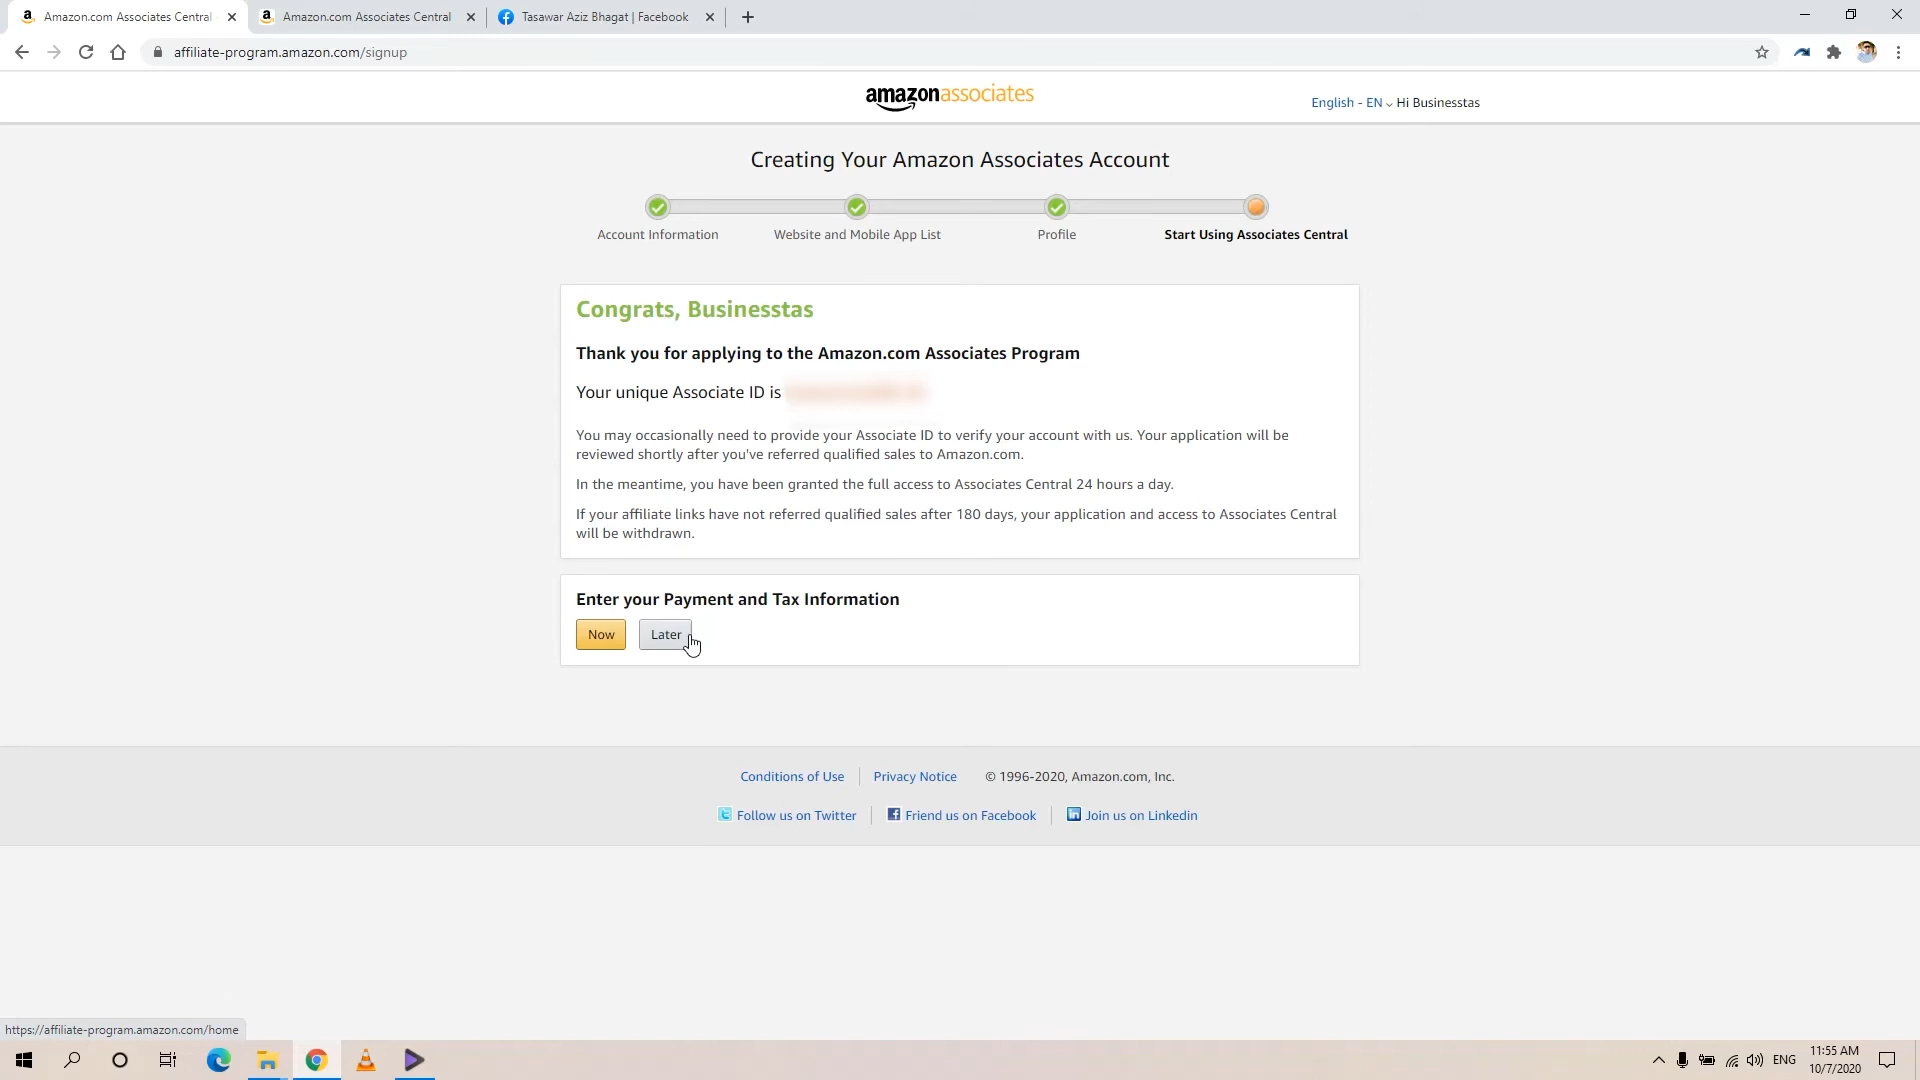 Amazon.com Associates Central
Amazon.com Associates Central
Tasawar Aziz Bhagat | Facebook
affiliate-program.amazon.com/signup
amazonassociates
English - EN Hi Businesstas
Creating Your Amazon Associates Account
Account Information
Website and Mobile App List
Profile
Start Using Associates Central
Congrats, Businesstas
Thank you for applying to the Amazon.com Associates Program
Your unique Associate ID is
You may occasionally need to provide your Associate ID to verify your account with us. Your application will be
reviewed shortly after you've referred qualified sales to Amazon.com.
In the meantime, you have been granted the full access to Associates Central 24 hours a day.
If your affiliate links have not referred qualified sales after 180 days, your application and access to Associates Central
will be withdrawn.
Enter your Payment and Tax Information
Now
Later
Conditions of Use
Privacy Notice
© 1996-2020, Amazon.com, Inc.
Follow us on Twitter
Friend us on Facebook
Join us on Linkedin
https://affiliate-program.amazon.com/home
ENG
11:55 AM
10/7/2020